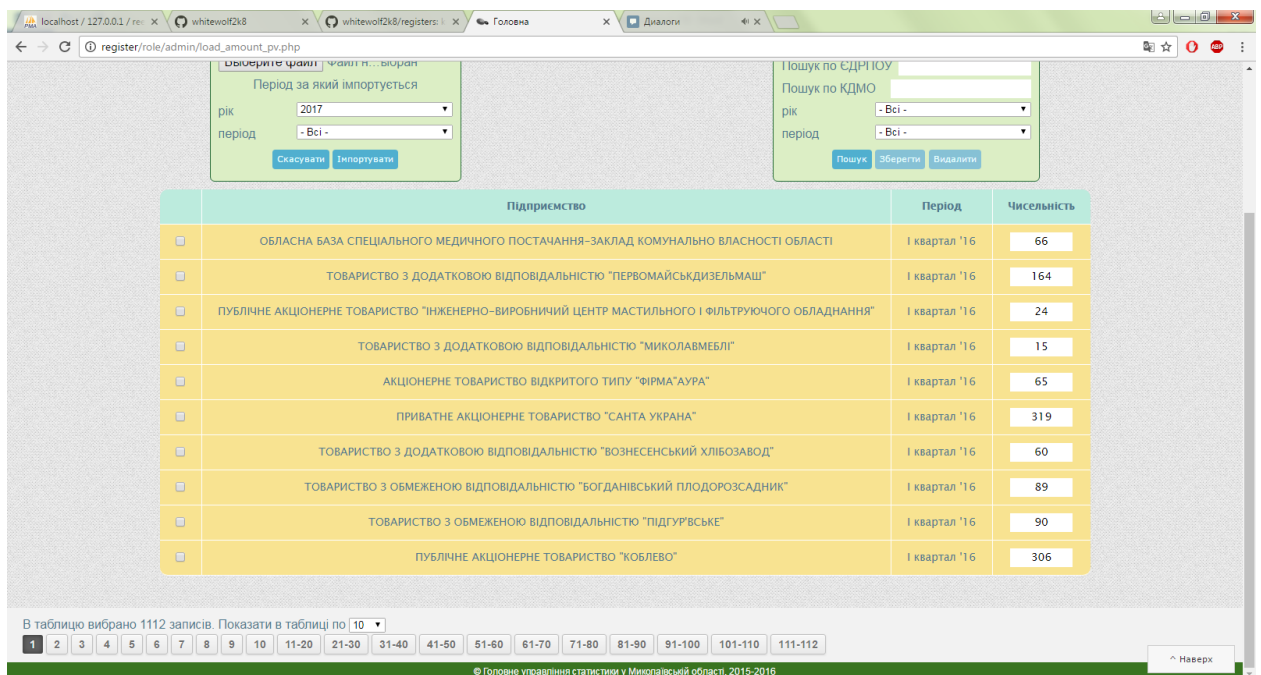 localhost / 127.0.0.1 / re
whitewolf2k8
whitewolf2k8/registers:
Головна
Диалоги
register/role/admin/load_amount_pv.php
Выберите файл Файл н...выбран
Період за який імпортується
рік 2017
період - Всі -
Скасувати Імпортувати
Пошук по ЄДРПОУ
Пошук по КДМО
рік - Всі -
період - Всі -
Пошук Зберегти Видалити
Підприємство Період Чисельність
ОБЛАСНА БАЗА СПЕЦІАЛЬНОГО МЕДИЧНОГО ПОСТАЧАННЯ-ЗАКЛАД КОМУНАЛЬНО ВЛАСНОСТІ ОБЛАСТІ І квартал '16 66
ТОВАРИСТВО З ДОДАТКОВОЮ ВІДПОВІДАЛЬНІСТЮ "ПЕРВОМАЙСЬКДИЗЕЛЬМАШ" І квартал '16 164
ПУБЛІЧНЕ АКЦІОНЕРНЕ ТОВАРИСТВО "ІНЖЕНЕРНО-ВИРОБНИЧИЙ ЦЕНТР МАСТИЛЬНОГО І ФІЛЬТРУЮЧОГО ОБЛАДНАННЯ" І квартал '16 24
ТОВАРИСТВО З ДОДАТКОВОЮ ВІДПОВІДАЛЬНІСТЮ "МИКОЛАВМЕБЛІ" І квартал '16 15
АКЦІОНЕРНЕ ТОВАРИСТВО ВІДКРИТОГО ТИПУ "ФІРМА"АУРА" І квартал '16 65
ПРИВАТНЕ АКЦІОНЕРНЕ ТОВАРИСТВО "САНТА УКРАНА" І квартал '16 319
ТОВАРИСТВО З ДОДАТКОВОЮ ВІДПОВІДАЛЬНІСТЮ "ВОЗНЕСЕНСЬКИЙ ХЛІБОЗАВОД" І квартал '16 60
ТОВАРИСТВО З ОБМЕЖЕНОЮ ВІДПОВІДАЛЬНІСТЮ "БОГДАНІВСЬКИЙ ПЛОДОРОЗСАДНИК" І квартал '16 89
ТОВАРИСТВО З ОБМЕЖЕНОЮ ВІДПОВІДАЛЬНІСТЮ "ПІДГУР'ВСЬКЕ" І квартал '16 90
ПУБЛІЧНЕ АКЦІОНЕРНЕ ТОВАРИСТВО "КОБЛЕВО" І квартал '16 306
В таблицю вибрано 1112 записів. Показати в таблиці по 10
1 2 3 4 5 6 7 8 9 10 11-20 21-30 31-40 41-50 51-60 61-70 71-80 81-90 91-100 101-110 111-112
^ Наверх
© Головне управління статистики у Миколаївській області, 2015-2016